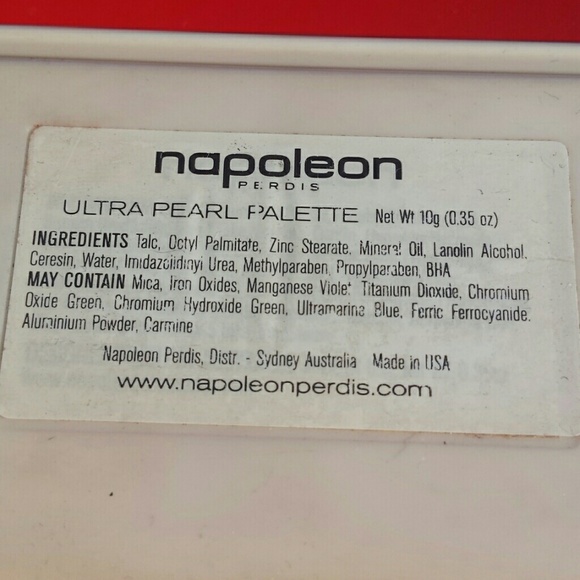 napoleon
PERDIS
ULTRA PEARL PALETTE Net Wt 10g (0.35 oz)
INGREDIENTS Talc, Octyl Palmitate, Zinc Stearate, Mineral Oil, Lanolin Alcohol.
Ceresin, Water, Imidazolidinyl Urea, Methylparaben, Propylparaben, BHA
MAY CONTAIN Mica, Iron Oxides, Manganese Violet Titanium Dioxide, Chromium
Oxide Green, Chromium Hydroxide Green, Ultramarine Blue, Ferric Ferrocyanide.
Aluminium Powder, Carmine
Napoleon Perdis, Distr. - Sydney Australia Made in USA
www.napoleonperdis.com